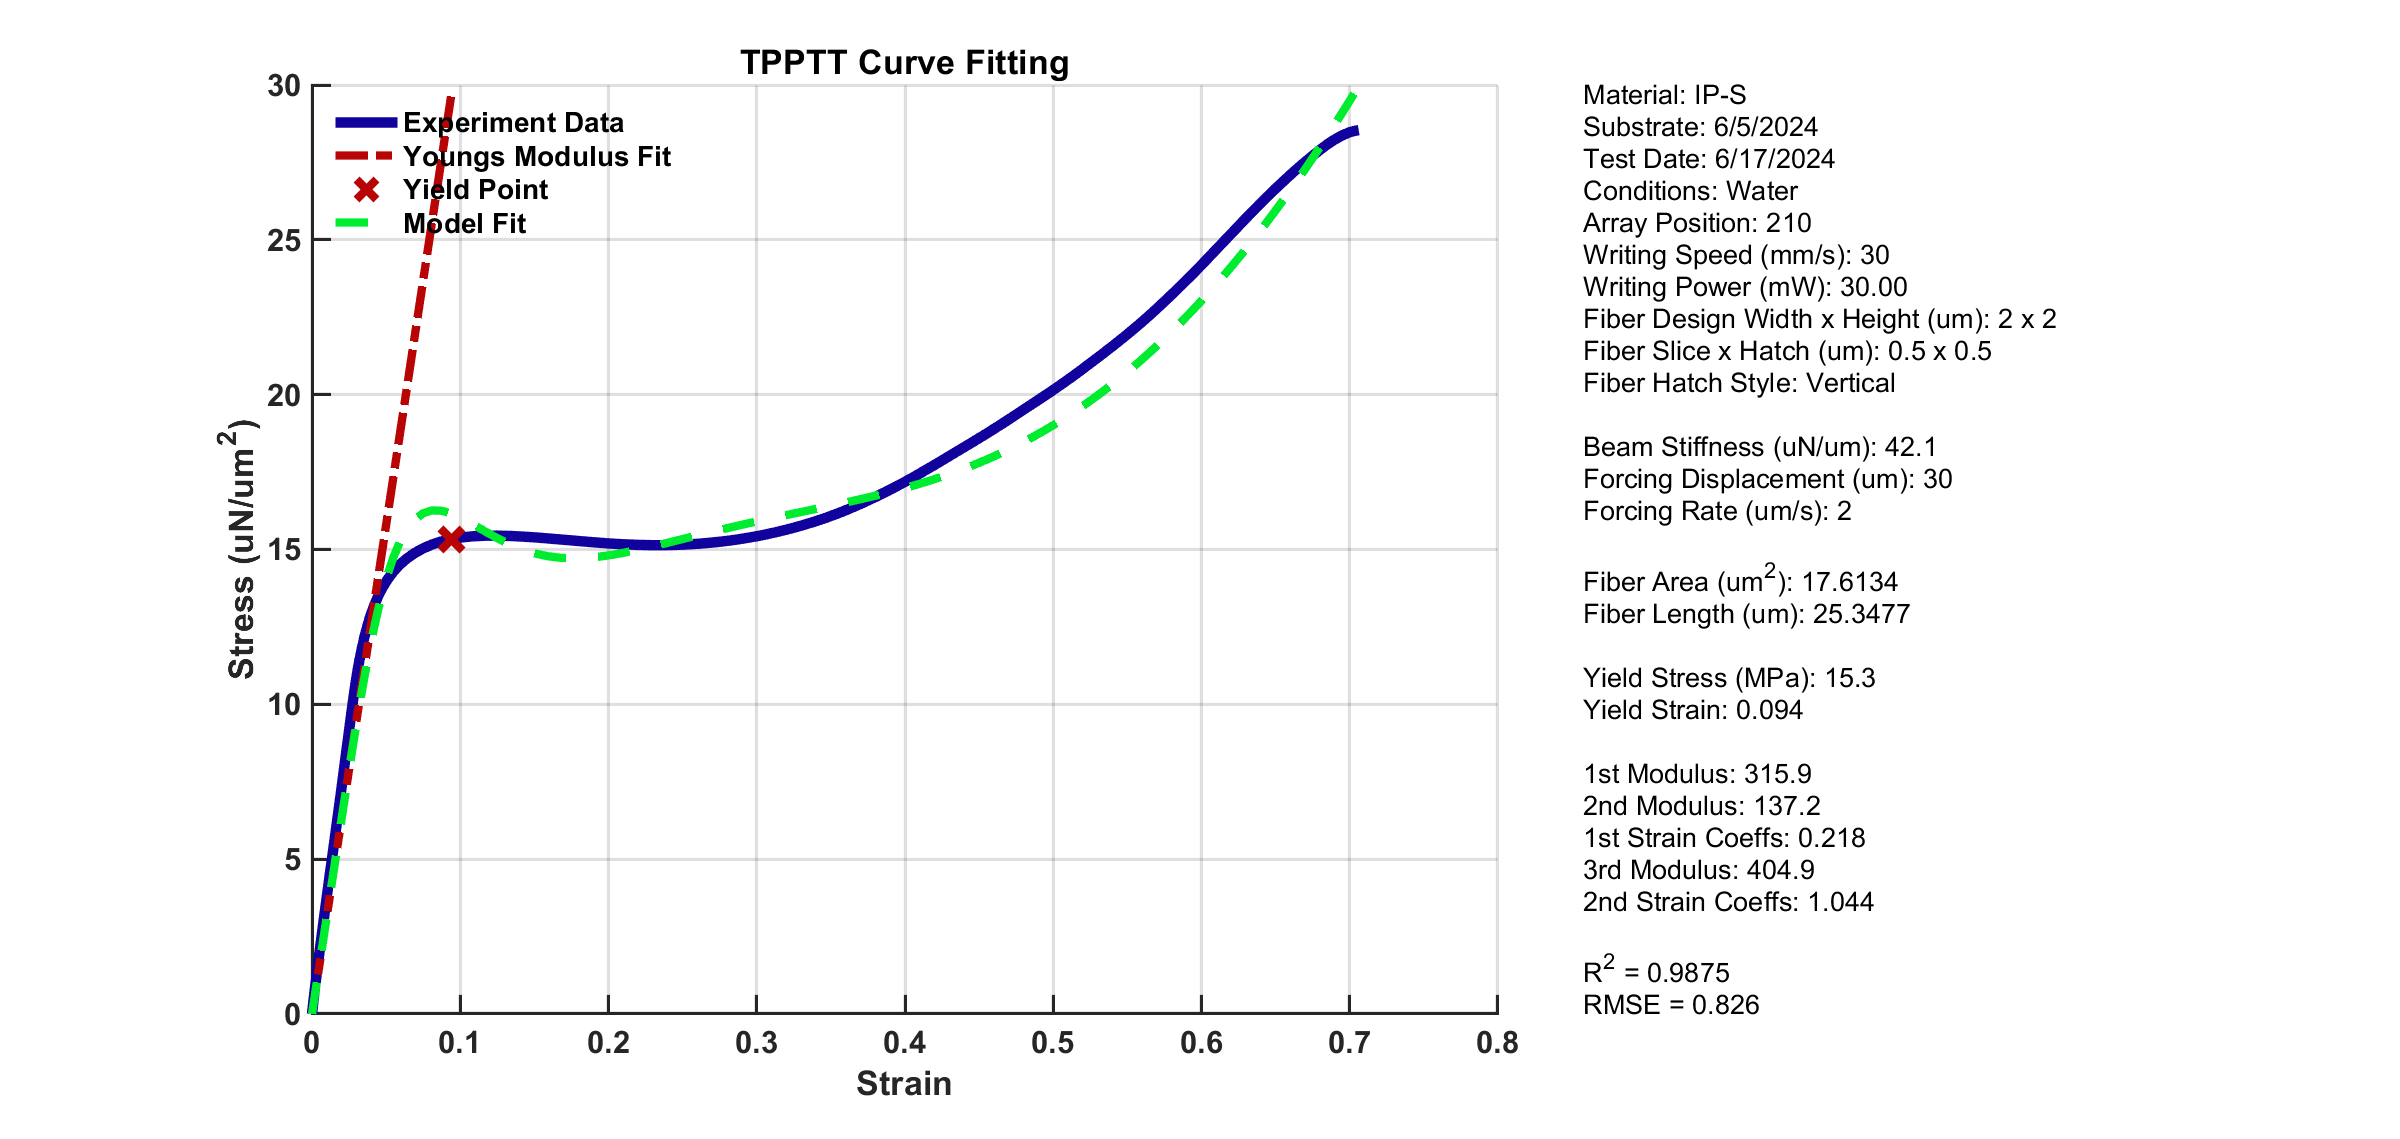 TPPTT Curve Fitting
30
25
20
15
10
5
0
Stress (uN/um²)
Experiment Data
Youngs Modulus Fit
Yield Point
Model Fit
0 0.1 0.2 0.3 0.4 0.5 0.6 0.7 0.8
Strain
Material: IP-S
Substrate: 6/5/2024
Test Date: 6/17/2024
Conditions: Water
Array Position: 210
Writing Speed (mm/s): 30
Writing Power (mW): 30.00
Fiber Design Width x Height (um): 2 x 2
Fiber Slice x Hatch (um): 0.5 x 0.5
Fiber Hatch Style: Vertical
Beam Stiffness (uN/um): 42.1
Forcing Displacement (um): 30
Forcing Rate (um/s): 2
Fiber Area (um²): 17.6134
Fiber Length (um): 25.3477
Yield Stress (MPa): 15.3
Yield Strain: 0.094
1st Modulus: 315.9
2nd Modulus: 137.2
1st Strain Coeffs: 0.218
3rd Modulus: 404.9
2nd Strain Coeffs: 1.044
R² = 0.9875
RMSE = 0.826